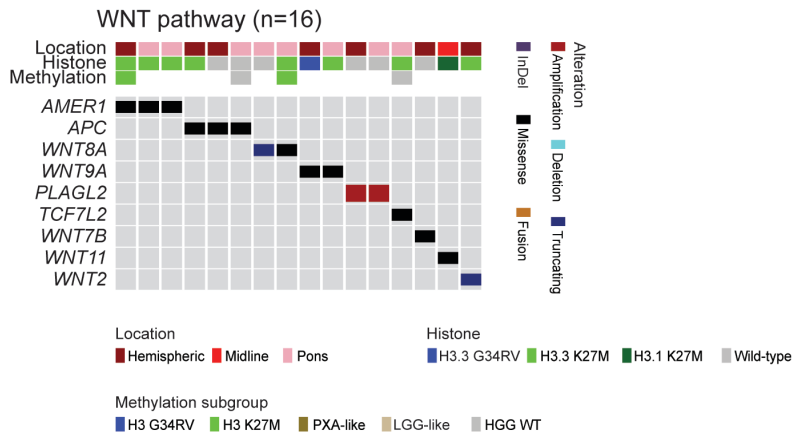 WNT pathway (n=16)
Location
Histone
Methylation
AMER1
APC
WNT8A
WNT9A
PLAGL2
TCF7L2
WNT7B
WNT11
WNT2
Alteration
Amplification
Deletion
Truncating
InDel
Missense
Fusion
Location
Hemispheric Midline Pons
Histone
H3.3 G34RV H3.3 K27M H3.1 K27M Wild-type
Methylation subgroup
H3 G34RV H3 K27M PXA-like LGG-like HGG WT